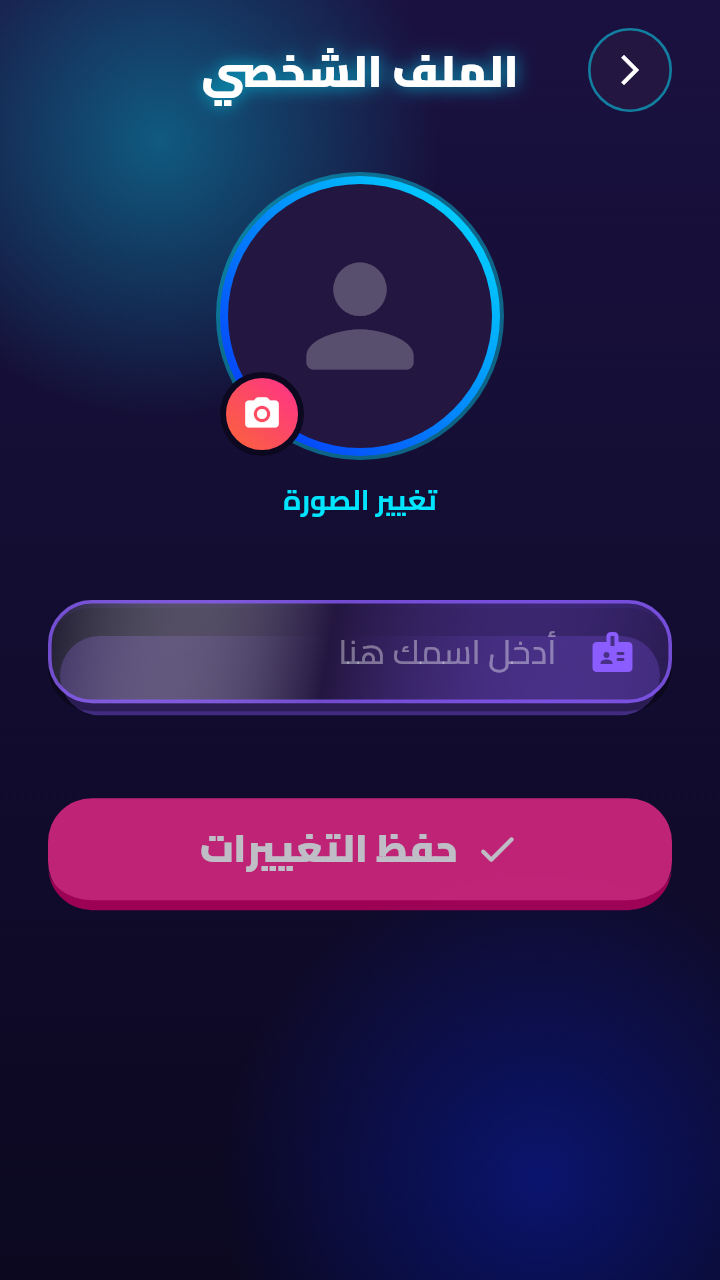 الملف الشخصي
تغيير الصورة
أدخل اسمك هنا
حفظ التغييرات